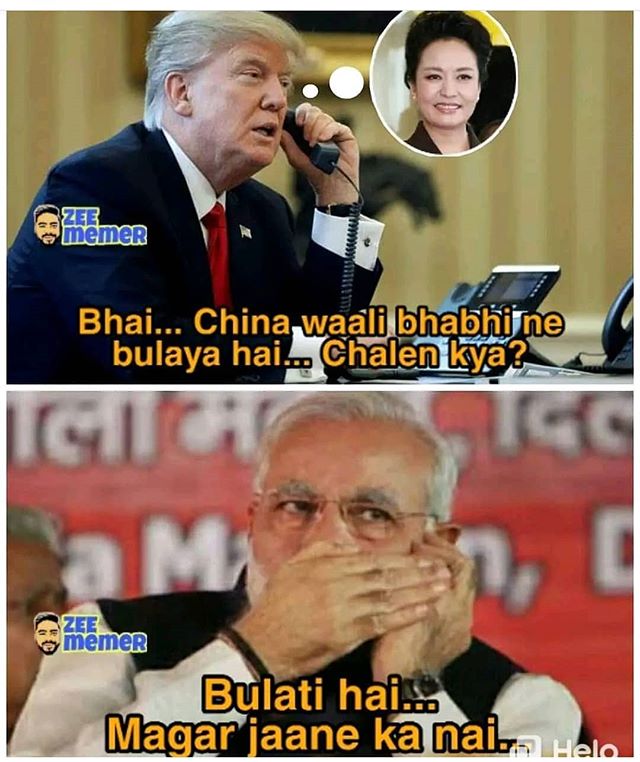 ZEE
memeR
Bhai... China waali bhabhi ne
bulaya hai... Chalen kya?
ZEE
memeR
Bulati hai...
Magar jaane ka nai...
Helo